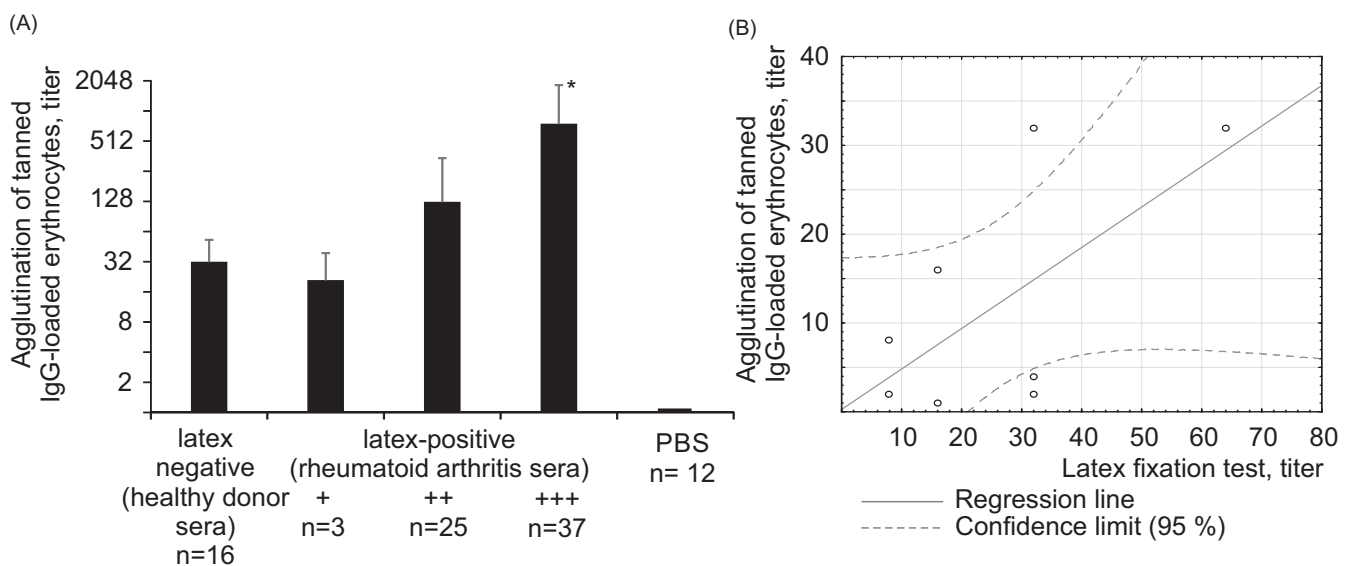 (A)
Agglutination of tanned
IgG-loaded erythrocytes, titer
2048
512
128
32
8
2
*
latex
negative
(healthy donor
sera)
n=16
latex-positive
(rheumatoid arthritis sera)
+ ++ +++
n=3 n=25 n=37
PBS
n= 12
(B)
Agglutination of tanned
IgG-loaded erythrocytes, titer
40
30
20
10
10 20 30 40 50 60 70 80
Latex fixation test, titer
Regression line
Confidence limit (95 %)